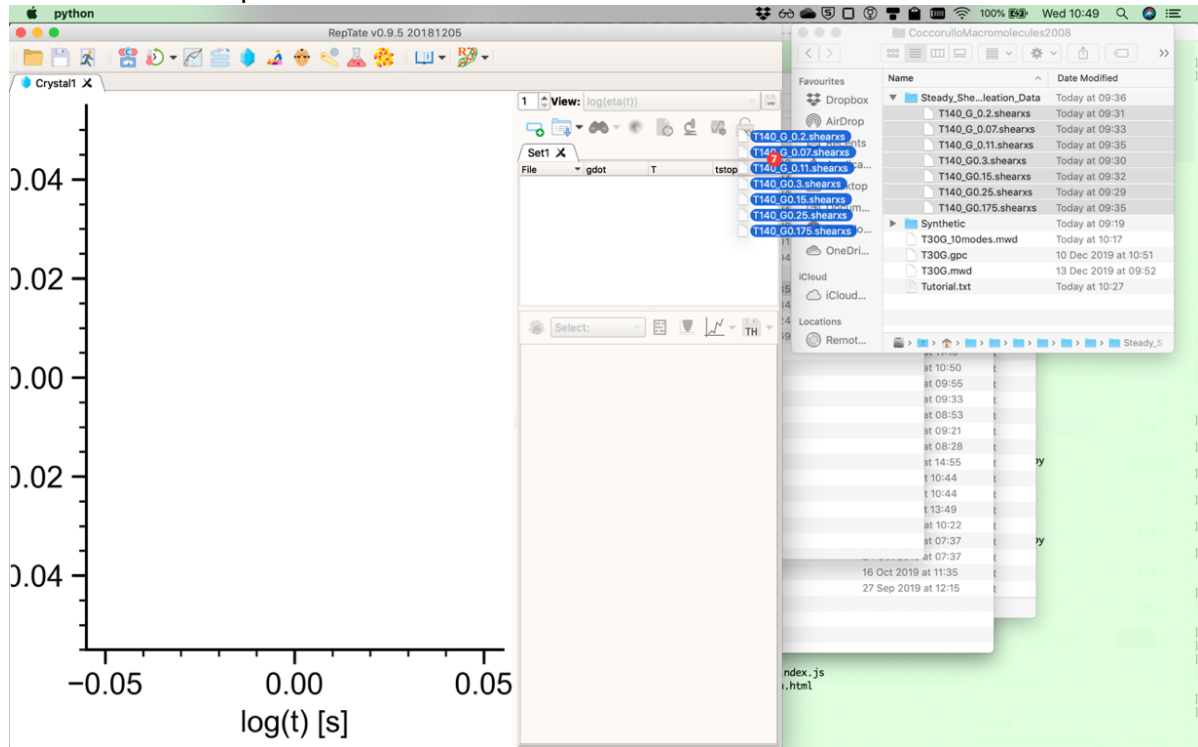 python
100%
Wed 10:49
RepTate v0.9.5 20181205
CoccorulloMacromolecules2008
Crystal1
1
View:
log(eta(t))
Set1
File
gdot
T
tstop
T140_G_0.2.shearxs
T140_G_0.07.shearxs
T140_G_0.11.shearxs
T140_G0.3.shearxs
T140_G0.15.shearxs
T140_G0.25.shearxs
T140_G0.175.shearxs
7
Select:
TH
0.04
0.02
0.00
0.02
0.04
−0.05
0.00
0.05
log(t) [s]
Favourites
Dropbox
AirDrop
OneDri...
iCloud
iCloud...
Locations
Remot...
Name
Date Modified
Steady_She...leation_Data
Today at 09:36
T140_G_0.2.shearxs
Today at 09:31
T140_G_0.07.shearxs
Today at 09:33
T140_G_0.11.shearxs
Today at 09:35
T140_G0.3.shearxs
Today at 09:30
T140_G0.15.shearxs
Today at 09:32
T140_G0.25.shearxs
Today at 09:29
T140_G0.175.shearxs
Today at 09:35
Synthetic
Today at 09:19
T30G_10modes.mwd
Today at 10:17
T30G.gpc
10 Dec 2019 at 10:51
T30G.mwd
13 Dec 2019 at 09:52
Tutorial.txt
Today at 10:27
Steady_S
at 10:50
at 09:55
at 09:33
at 08:53
at 09:21
at 08:28
at 14:55
t 10:44
t 10:44
t 13:49
at 10:22
at 07:37
at 07:37
16 Oct 2019 at 11:35
27 Sep 2019 at 12:15
ndex.js
.html